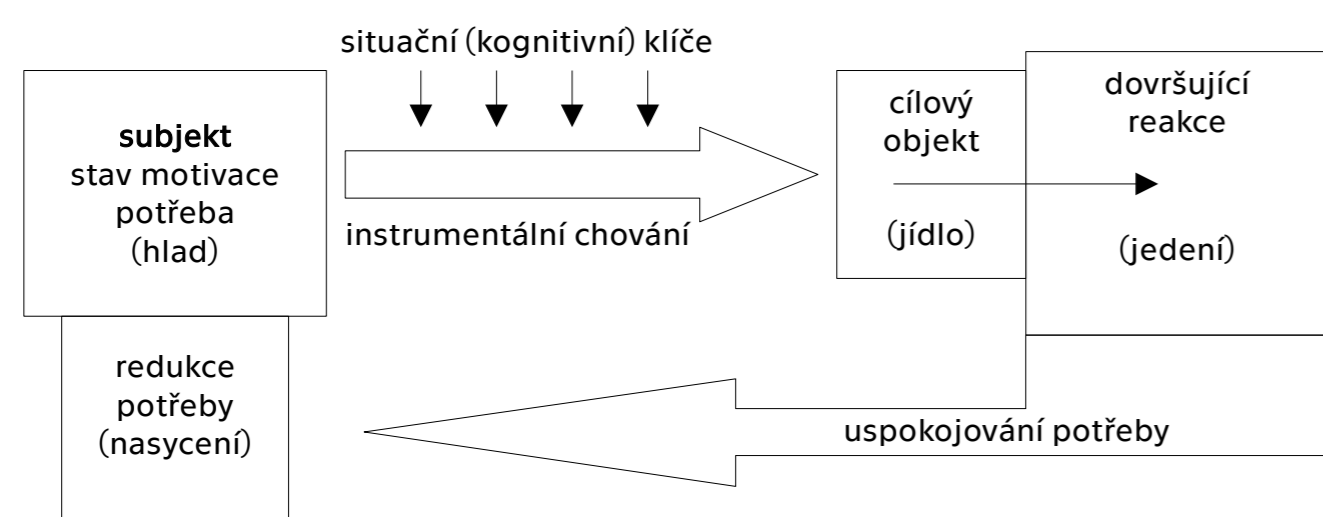 situační (kognitivní) klíče
subjekt
stav motivace
potřeba
(hlad)
instrumentální chování
cílový
objekt
(jídlo)
dovršující
reakce
(jedení)
redukce
potřeby
(nasycení)
uspokojování potřeby